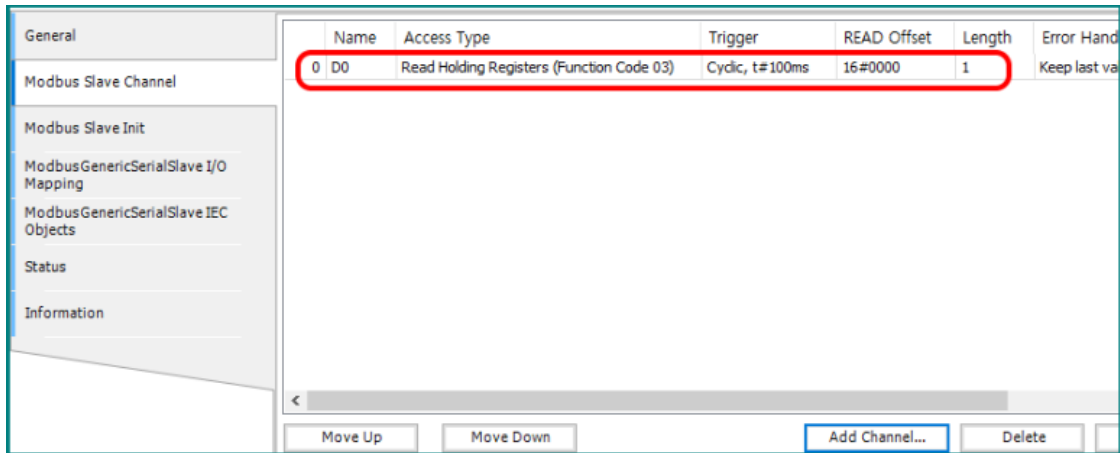 General
Modbus Slave Channel
Modbus Slave Init
ModbusGenericSerialSlave I/O
Mapping
ModbusGenericSerialSlave IEC
Objects
Status
Information
Name Access Type Trigger READ Offset Length Error Hand
0 D0 Read Holding Registers (Function Code 03) Cyclic, t#100ms 16#0000 1 Keep last va
Move Up Move Down Add Channel... Delete